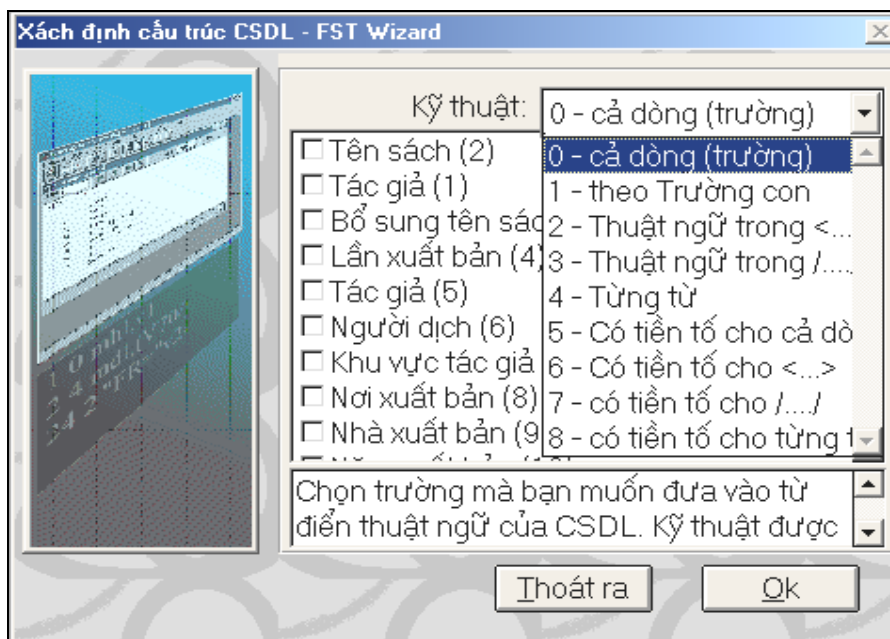 Xách định cấu trúc CSDL - FST Wizard
Kỹ thuật:
0 - cả dòng (trường)
Tên sách (2)
Tác giả (1)
Bổ sung tên
Lần xuất bản (4)
Tác giả (5)
Người dịch (6)
Khu vực tác giả
Nơi xuất bản (8)
Nhà xuất bản (9
0 - cả dòng (trường)
1 - theo Trường con
2 - Thuật ngữ trong <...
3 - Thuật ngữ trong /....
4 - Từng từ
5 - Có tiền tố cho cả
6 - Có tiền tố cho <...>
7 - có tiền tố cho /..../
8 - có tiền tố cho từng
Chọn trường mà bạn muốn đưa vào từ
điển thuật ngữ của CSDL. Kỹ thuật được
Thoát ra
Ok